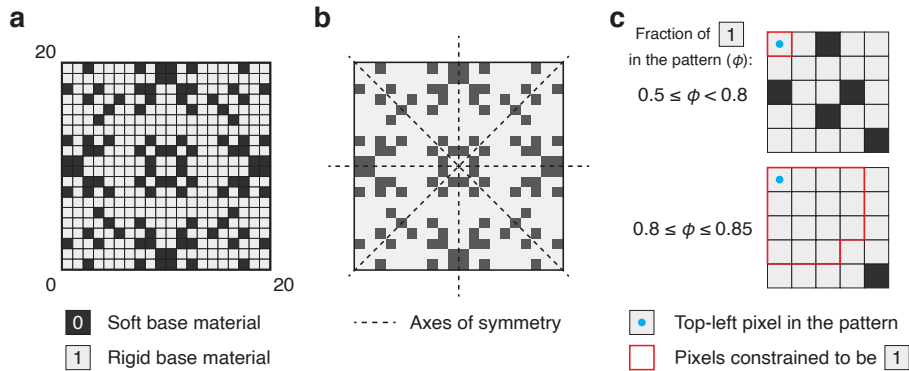 a
20
0
20
0 Soft base material
1 Rigid base material
b
Axes of symmetry
c
Fraction of 1
in the pattern (ϕ):
0.5 ≤ ϕ < 0.8
0.8 ≤ ϕ ≤ 0.85
Top-left pixel in the pattern
Pixels constrained to be 1